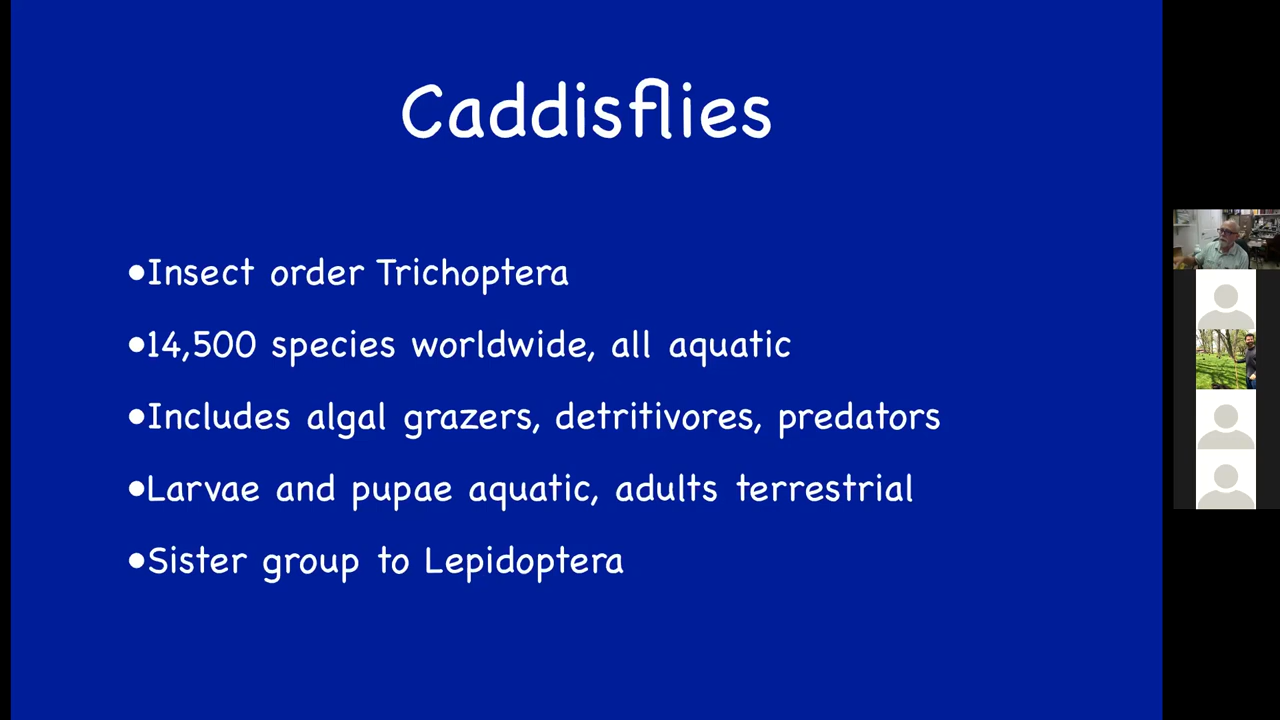 Caddisflies
•Insect order Trichoptera
•14,500 species worldwide, all aquatic
•Includes algal grazers, detritivores, predators
•Larvae and pupae aquatic, adults terrestrial
•Sister group to Lepidoptera